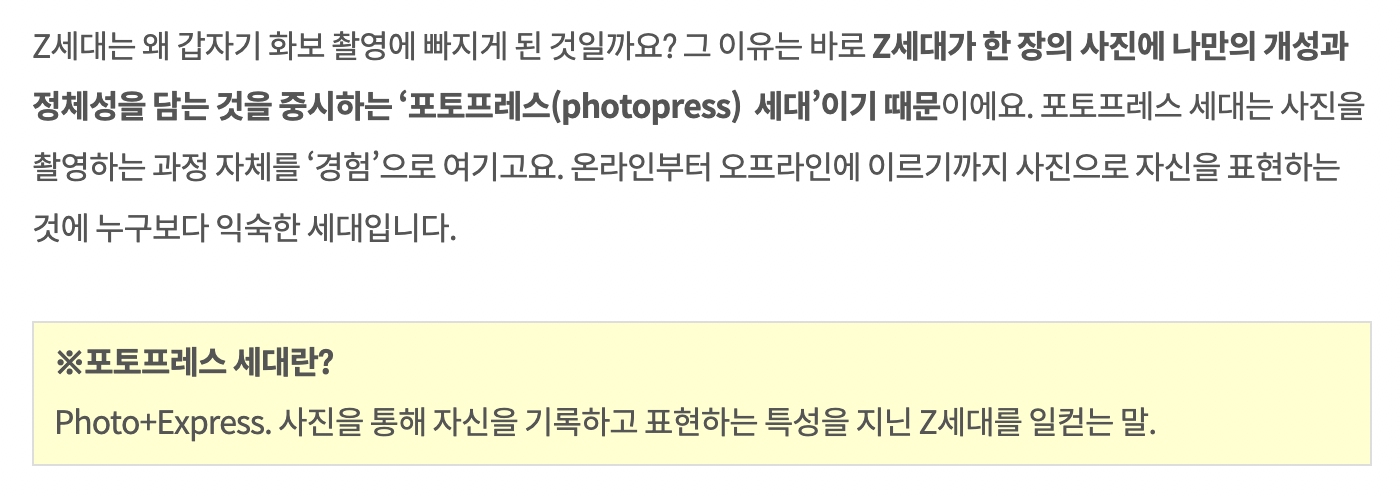 Z세대는 왜 갑자기 화보 촬영에 빠지게 된 것일까요? 그 이유는 바로 Z세대가 한 장의 사진에 나만의 개성과
정체성을 담는 것을 중시하는 ‘포토프레스(photopress) 세대’이기 때문이에요. 포토프레스 세대는 사진을
촬영하는 과정 자체를 ‘경험’으로 여기고요. 온라인부터 오프라인에 이르기까지 사진으로 자신을 표현하는
것에 누구보다 익숙한 세대입니다.
※포토프레스 세대란?
Photo+Express. 사진을 통해 자신을 기록하고 표현하는 특성을 지닌 Z세대를 일컫는 말.